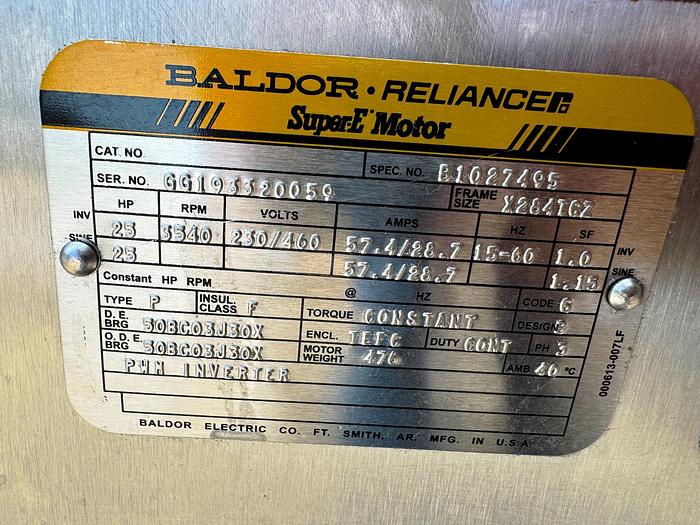 BALDOR • RELIANCE
Super-E Motor
CAT. NO.
SPEC. NO. B1027495
SER. NO. GG193320059
FRAME SIZE X284TCZ
HP RPM VOLTS AMPS HZ SF
INV 25 3540 230/460 57.4/28.7 15-60 1.0 INV
SINE 25 57.4/28.7 1.15 SINE
Constant HP RPM @ HZ
TYPE P INSUL. CLASS F TORQUE CONSTANT CODE G
D. E. BRG 50BC03J30X ENCL. TEFC DUTY CONT DESIGN
O. D. E. BRG 50BC03J30X MOTOR WEIGHT 476 PH 3
PWM INVERTER AMB 40 °C
BALDOR ELECTRIC CO. FT. SMITH, AR. MFG. IN U.S.A.
000613-007LF